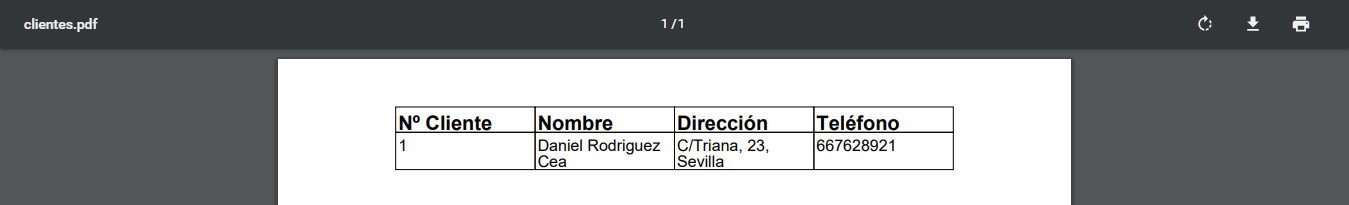 clientes.pdf 1 / 1
Nº Cliente Nombre Dirección Teléfono
1 Daniel Rodriguez C/Triana, 23, 667628921
Cea Sevilla